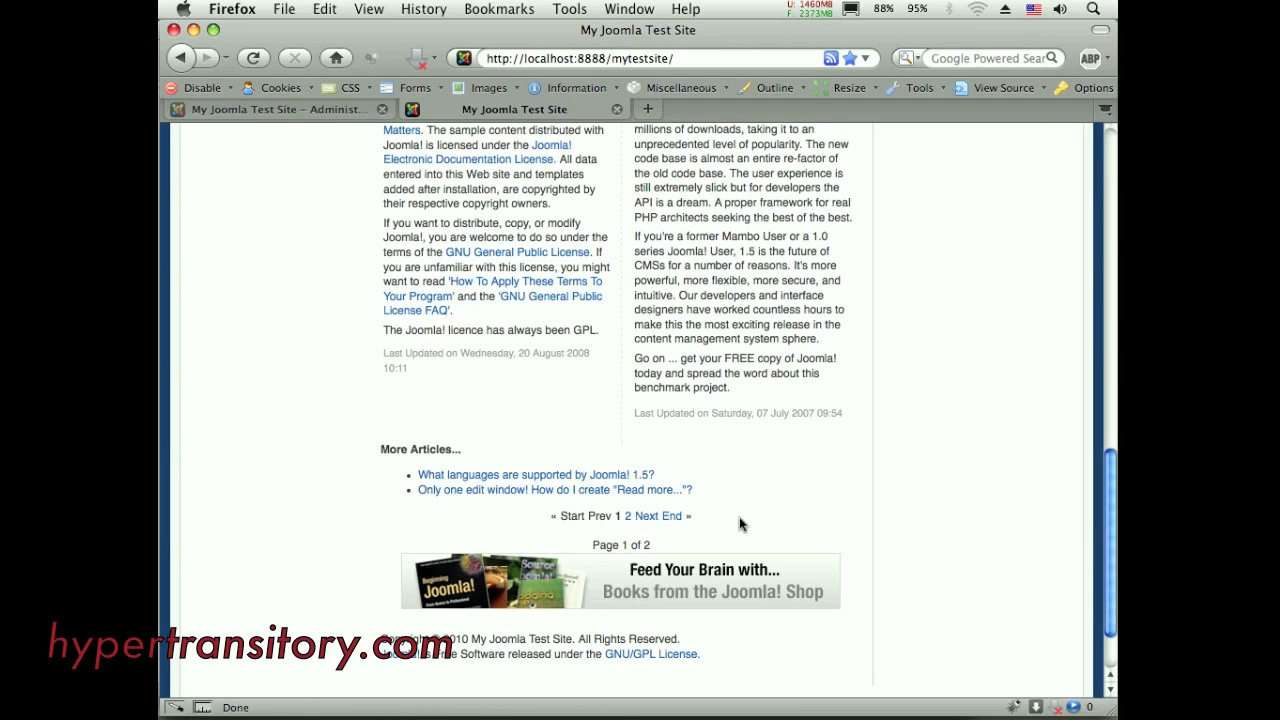 Firefox File Edit View History Bookmarks Tools Window Help U: 1460MB F: 2373MB 88% 95%
My Joomla Test Site
http://localhost:8888/mytestsite/ Google Powered Sear ABP
Disable Cookies CSS Forms Images Information Miscellaneous Outline Resize Tools View Source Options
My Joomla Test Site – Administ... My Joomla Test Site
Matters. The sample content distributed with
Joomla! is licensed under the Joomla!
Electronic Documentation License. All data
entered into this Web site and templates
added after installation, are copyrighted by
their respective copyright owners.
If you want to distribute, copy, or modify
Joomla!, you are welcome to do so under the
terms of the GNU General Public License. If
you are unfamiliar with this license, you might
want to read 'How To Apply These Terms To
Your Program' and the 'GNU General Public
License FAQ'.
The Joomla! licence has always been GPL.
Last Updated on Wednesday, 20 August 2008
10:11
millions of downloads, taking it to an
unprecedented level of popularity. The new
code base is almost an entire re-factor of
the old code base. The user experience is
still extremely slick but for developers the
API is a dream. A proper framework for real
PHP architects seeking the best of the best.
If you're a former Mambo User or a 1.0
series Joomla! User, 1.5 is the future of
CMSs for a number of reasons. It's more
powerful, more flexible, more secure, and
intuitive. Our developers and interface
designers have worked countless hours to
make this the most exciting release in the
content management system sphere.
Go on ... get your FREE copy of Joomla!
today and spread the word about this
benchmark project.
Last Updated on Saturday, 07 July 2007 09:54
More Articles...
What languages are supported by Joomla! 1.5?
Only one edit window! How do I create "Read more..."?
« Start Prev 1 2 Next End »
Page 1 of 2
Beginning
Joomla!
Source
Feed Your Brain with...
Books from the Joomla! Shop
2010 My Joomla Test Site. All Rights Reserved.
Software released under the GNU/GPL License.
hypertransitory.com
Done 0